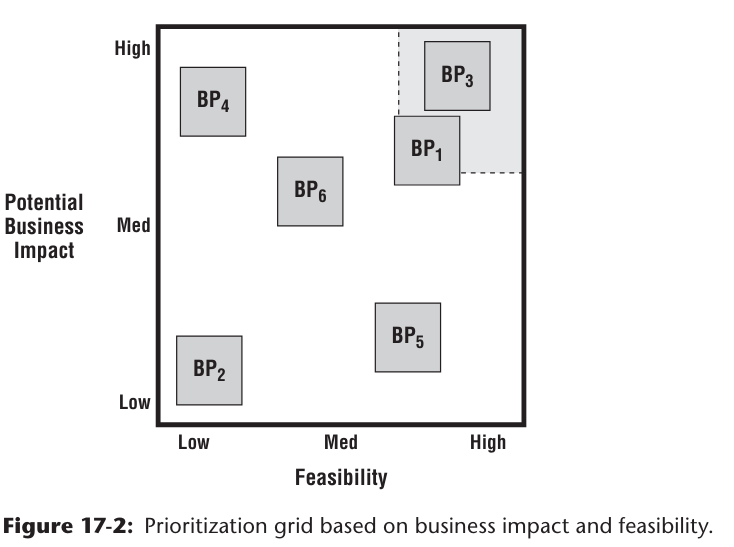 High
BP3
BP4
BP1
BP6
Potential
Business
Impact
Med
BP5
BP2
Low
Low Med High
Feasibility
Figure 17-2: Prioritization grid based on business impact and feasibility.